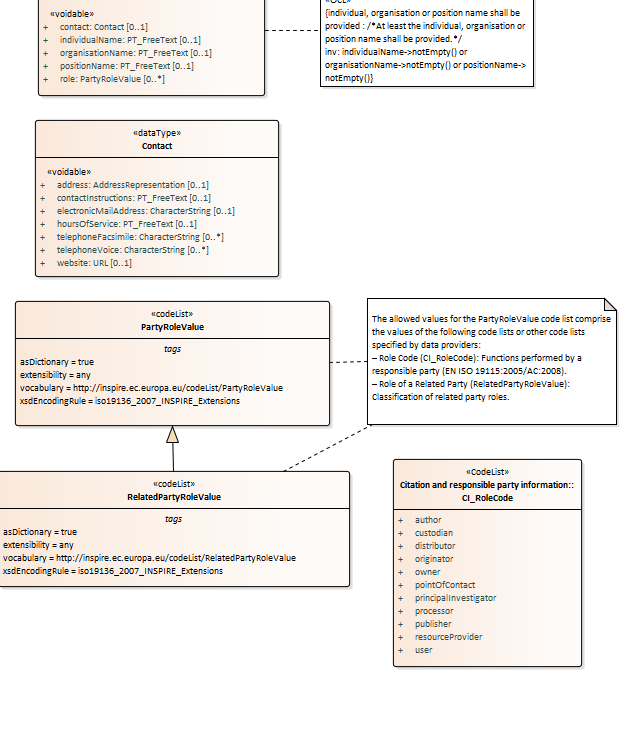 «voidable»
+ contact: Contact [0..1]
+ individualName: PT_FreeText [0..1]
+ organisationName: PT_FreeText [0..1]
+ positionName: PT_FreeText [0..1]
+ role: PartyRoleValue [0..*]
«OCL»
{individual, organisation or position name shall be
provided : /*At least the individual, organisation or
position name shall be provided.*/
inv: individualName->notEmpty() or
organisationName->notEmpty() or positionName->
notEmpty()}
«dataType»
Contact
«voidable»
+ address: AddressRepresentation [0..1]
+ contactInstructions: PT_FreeText [0..1]
+ electronicMailAddress: CharacterString [0..1]
+ hoursOfService: PT_FreeText [0..1]
+ telephoneFacsimile: CharacterString [0..*]
+ telephoneVoice: CharacterString [0..*]
+ website: URL [0..1]
«codeList»
PartyRoleValue
tags
asDictionary = true
extensibility = any
vocabulary = http://inspire.ec.europa.eu/codeList/PartyRoleValue
xsdEncodingRule = iso19136_2007_INSPIRE_Extensions
The allowed values for the PartyRoleValue code list comprise
the values of the following code lists or other code lists
specified by data providers:
– Role Code (CI_RoleCode): Functions performed by a
responsible party (EN ISO 19115:2005/AC:2008).
– Role of a Related Party (RelatedPartyRoleValue):
Classification of related party roles.
«codeList»
RelatedPartyRoleValue
tags
asDictionary = true
extensibility = any
vocabulary = http://inspire.ec.europa.eu/codeList/RelatedPartyRoleValue
xsdEncodingRule = iso19136_2007_INSPIRE_Extensions
«CodeList»
Citation and responsible party information::
CI_RoleCode
+ author
+ custodian
+ distributor
+ originator
+ owner
+ pointOfContact
+ principalInvestigator
+ processor
+ publisher
+ resourceProvider
+ user